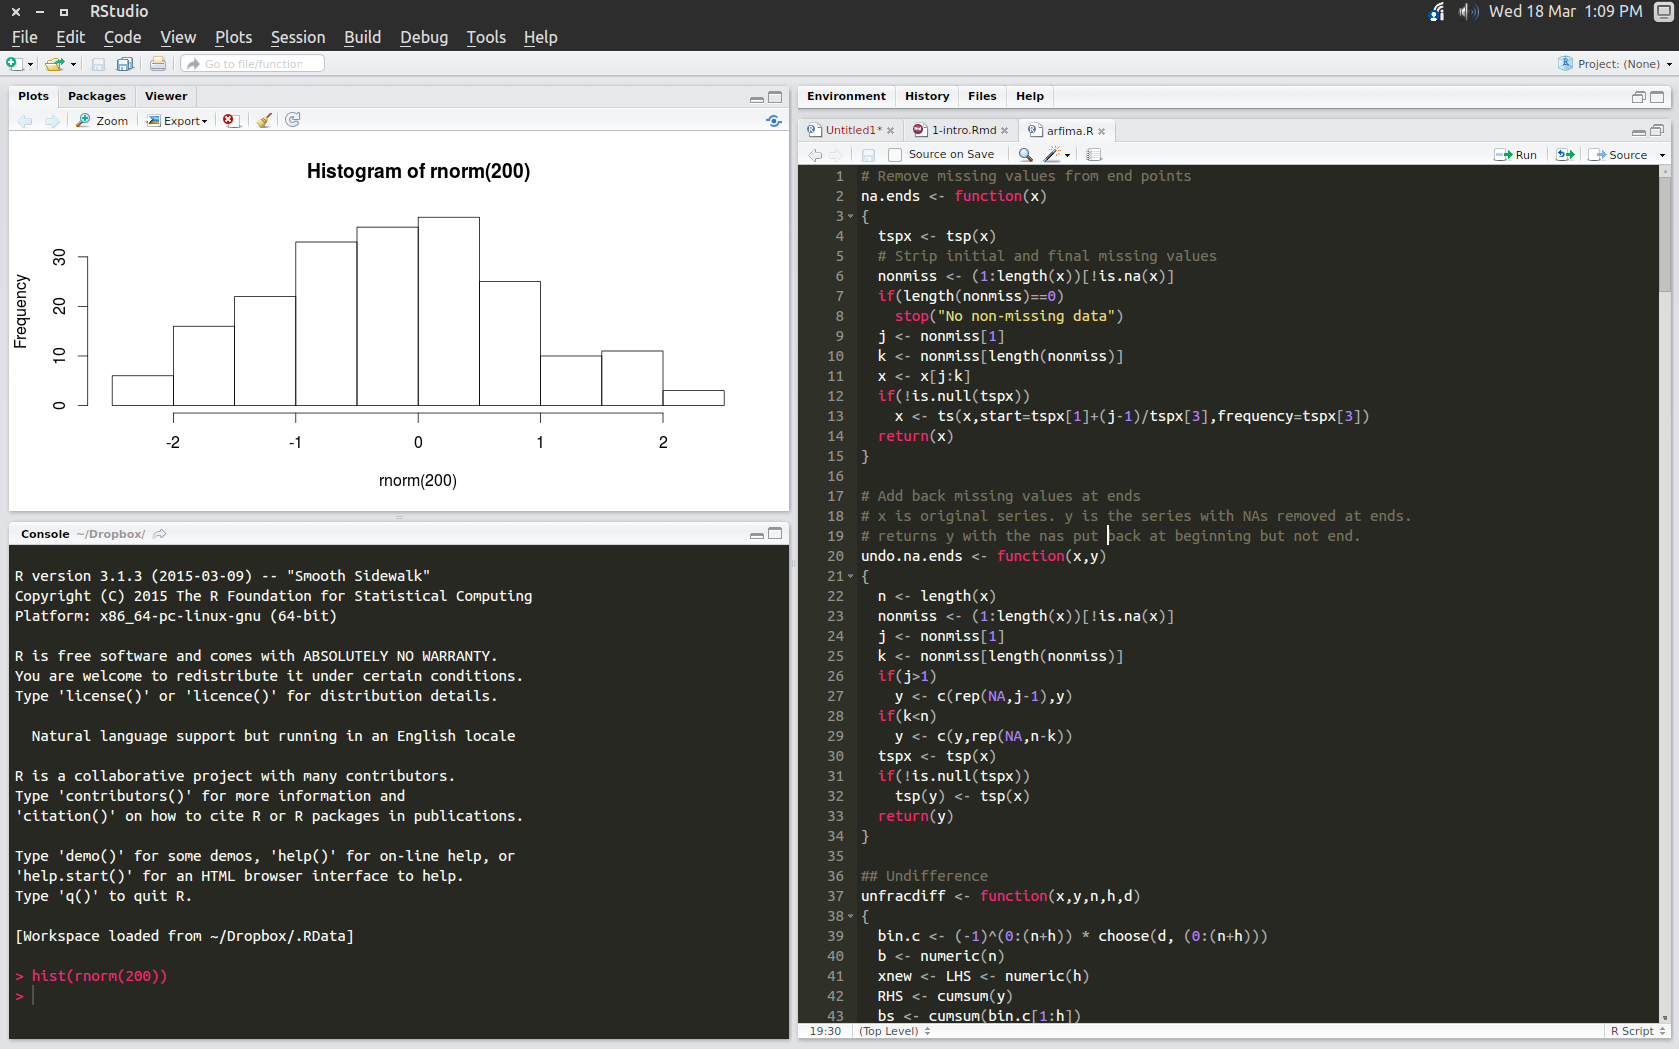 RStudio
Wed 18 Mar 1:09 PM
File Edit Code View Plots Session Build Debug Tools Help
Go to file/function
Project: (None)
Plots Packages Viewer
Zoom Export
Histogram of rnorm(200)
Frequency
0 10 20 30
-2 -1 0 1 2
rnorm(200)
Console ~/Dropbox/
R version 3.1.3 (2015-03-09) -- "Smooth Sidewalk"
Copyright (C) 2015 The R Foundation for Statistical Computing
Platform: x86_64-pc-linux-gnu (64-bit)
R is free software and comes with ABSOLUTELY NO WARRANTY.
You are welcome to redistribute it under certain conditions.
Type 'license()' or 'licence()' for distribution details.
Natural language support but running in an English locale
R is a collaborative project with many contributors.
Type 'contributors()' for more information and
'citation()' on how to cite R or R packages in publications.
Type 'demo()' for some demos, 'help()' for on-line help, or
'help.start()' for an HTML browser interface to help.
Type 'q()' to quit R.
[Workspace loaded from ~/Dropbox/.RData]
> hist(rnorm(200))
>
Environment History Files Help
Untitled1* 1-intro.Rmd arfima.R
Source on Save Run Source
1 # Remove missing values from end points
2 na.ends <- function(x)
3 {
4   tspx <- tsp(x)
5   # Strip initial and final missing values
6   nonmiss <- (1:length(x))[!is.na(x)]
7   if(length(nonmiss)==0)
8     stop("No non-missing data")
9   j <- nonmiss[1]
10   k <- nonmiss[length(nonmiss)]
11   x <- x[j:k]
12   if(!is.null(tspx))
13     x <- ts(x,start=tspx[1]+(j-1)/tspx[3],frequency=tspx[3])
14   return(x)
15 }
16
17 # Add back missing values at ends
18 # x is original series. y is the series with NAs removed at ends.
19 # returns y with the nas put back at beginning but not end.
20 undo.na.ends <- function(x,y)
21 {
22   n <- length(x)
23   nonmiss <- (1:length(x))[!is.na(x)]
24   j <- nonmiss[1]
25   k <- nonmiss[length(nonmiss)]
26   if(j>1)
27     y <- c(rep(NA,j-1),y)
28   if(k<n)
29     y <- c(y,rep(NA,n-k))
30   tspx <- tsp(x)
31   if(!is.null(tspx))
32     tsp(y) <- tsp(x)
33   return(y)
34 }
35
36 ## Undifference
37 unfracdiff <- function(x,y,n,h,d)
38 {
39   bin.c <- (-1)^(0:(n+h)) * choose(d, (0:(n+h)))
40   b <- numeric(n)
41   xnew <- LHS <- numeric(h)
42   RHS <- cumsum(y)
43   bs <- cumsum(bin.c[1:h])
19:30 (Top Level) R Script